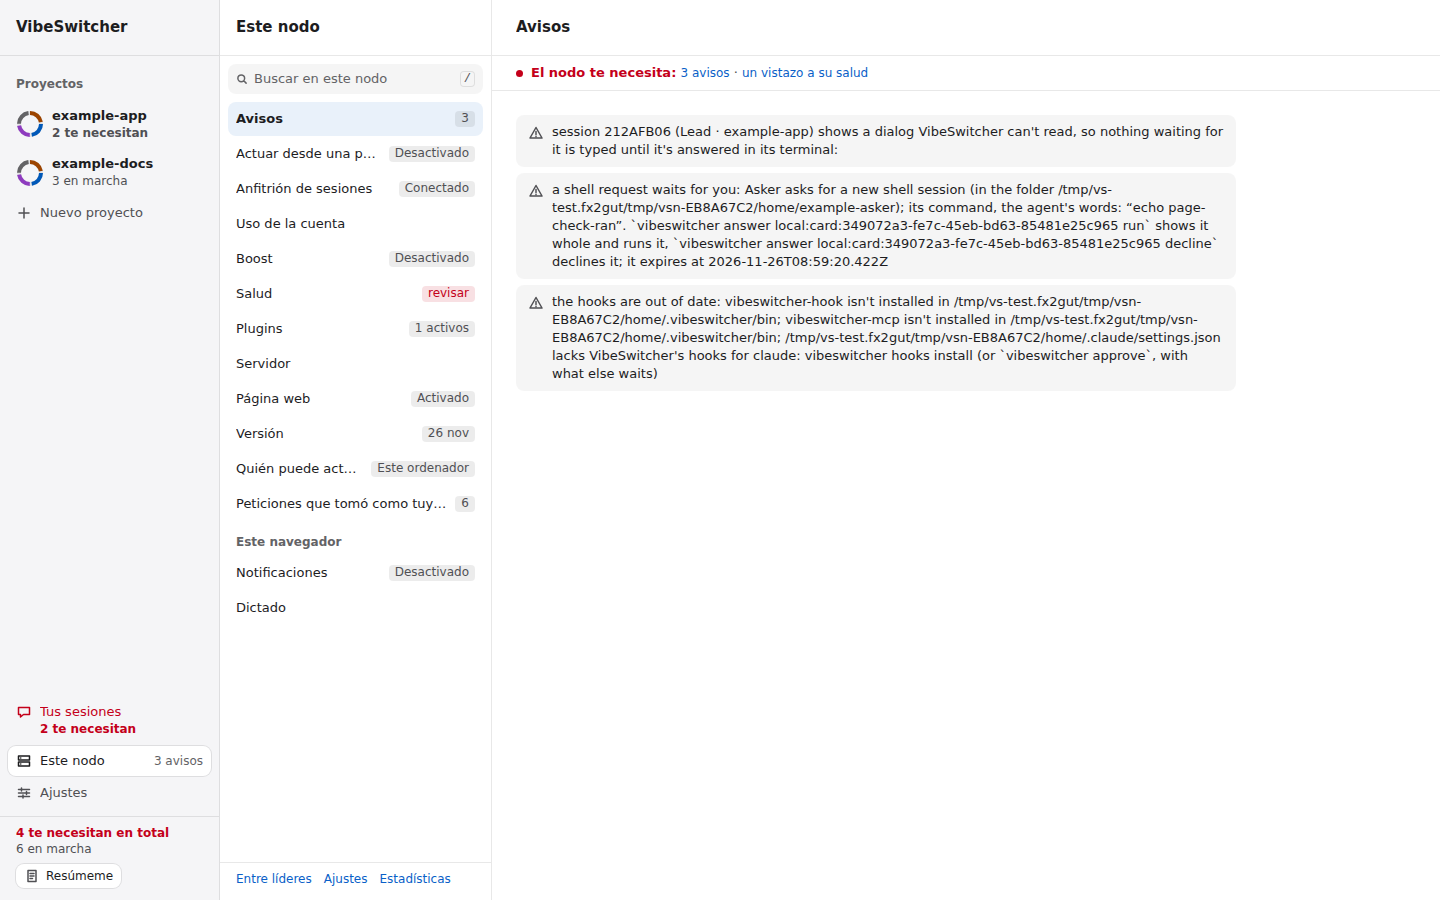 VibeSwitcher
Proyectos
example-app
2 te necesitan
example-docs
3 en marcha
Nuevo proyecto
Tus sesiones
2 te necesitan
Este nodo
3 avisos
Ajustes
4 te necesitan en total
6 en marcha
Resúmeme
Este nodo
Buscar en este nodo
/
Avisos
3
Actuar desde una p…
Desactivado
Anfitrión de sesiones
Conectado
Uso de la cuenta
Boost
Desactivado
Salud
revisar
Plugins
1 activos
Servidor
Página web
Activado
Versión
26 nov
Quién puede act…
Este ordenador
Peticiones que tomó como tuy…
6
Este navegador
Notificaciones
Desactivado
Dictado
Entre líderes
Ajustes
Estadísticas
Avisos
El nodo te necesita: 3 avisos · un vistazo a su salud
session 212AFB06 (Lead · example-app) shows a dialog VibeSwitcher can't read, so nothing waiting for
it is typed until it's answered in its terminal:
a shell request waits for you: Asker asks for a new shell session (in the folder /tmp/vs-
test.fx2gut/tmp/vsn-EB8A67C2/home/example-asker); its command, the agent's words: “echo page-
check-ran”. `vibeswitcher answer local:card:349072a3-fe7c-45eb-bd63-85481e25c965 run` shows it
whole and runs it, `vibeswitcher answer local:card:349072a3-fe7c-45eb-bd63-85481e25c965 decline`
declines it; it expires at 2026-11-26T08:59:20.422Z
the hooks are out of date: vibeswitcher-hook isn't installed in /tmp/vs-test.fx2gut/tmp/vsn-
EB8A67C2/home/.vibeswitcher/bin; vibeswitcher-mcp isn't installed in /tmp/vs-test.fx2gut/tmp/vsn-
EB8A67C2/home/.vibeswitcher/bin; /tmp/vs-test.fx2gut/tmp/vsn-EB8A67C2/home/.claude/settings.json
lacks VibeSwitcher's hooks for claude: vibeswitcher hooks install (or `vibeswitcher approve`, with
what else waits)